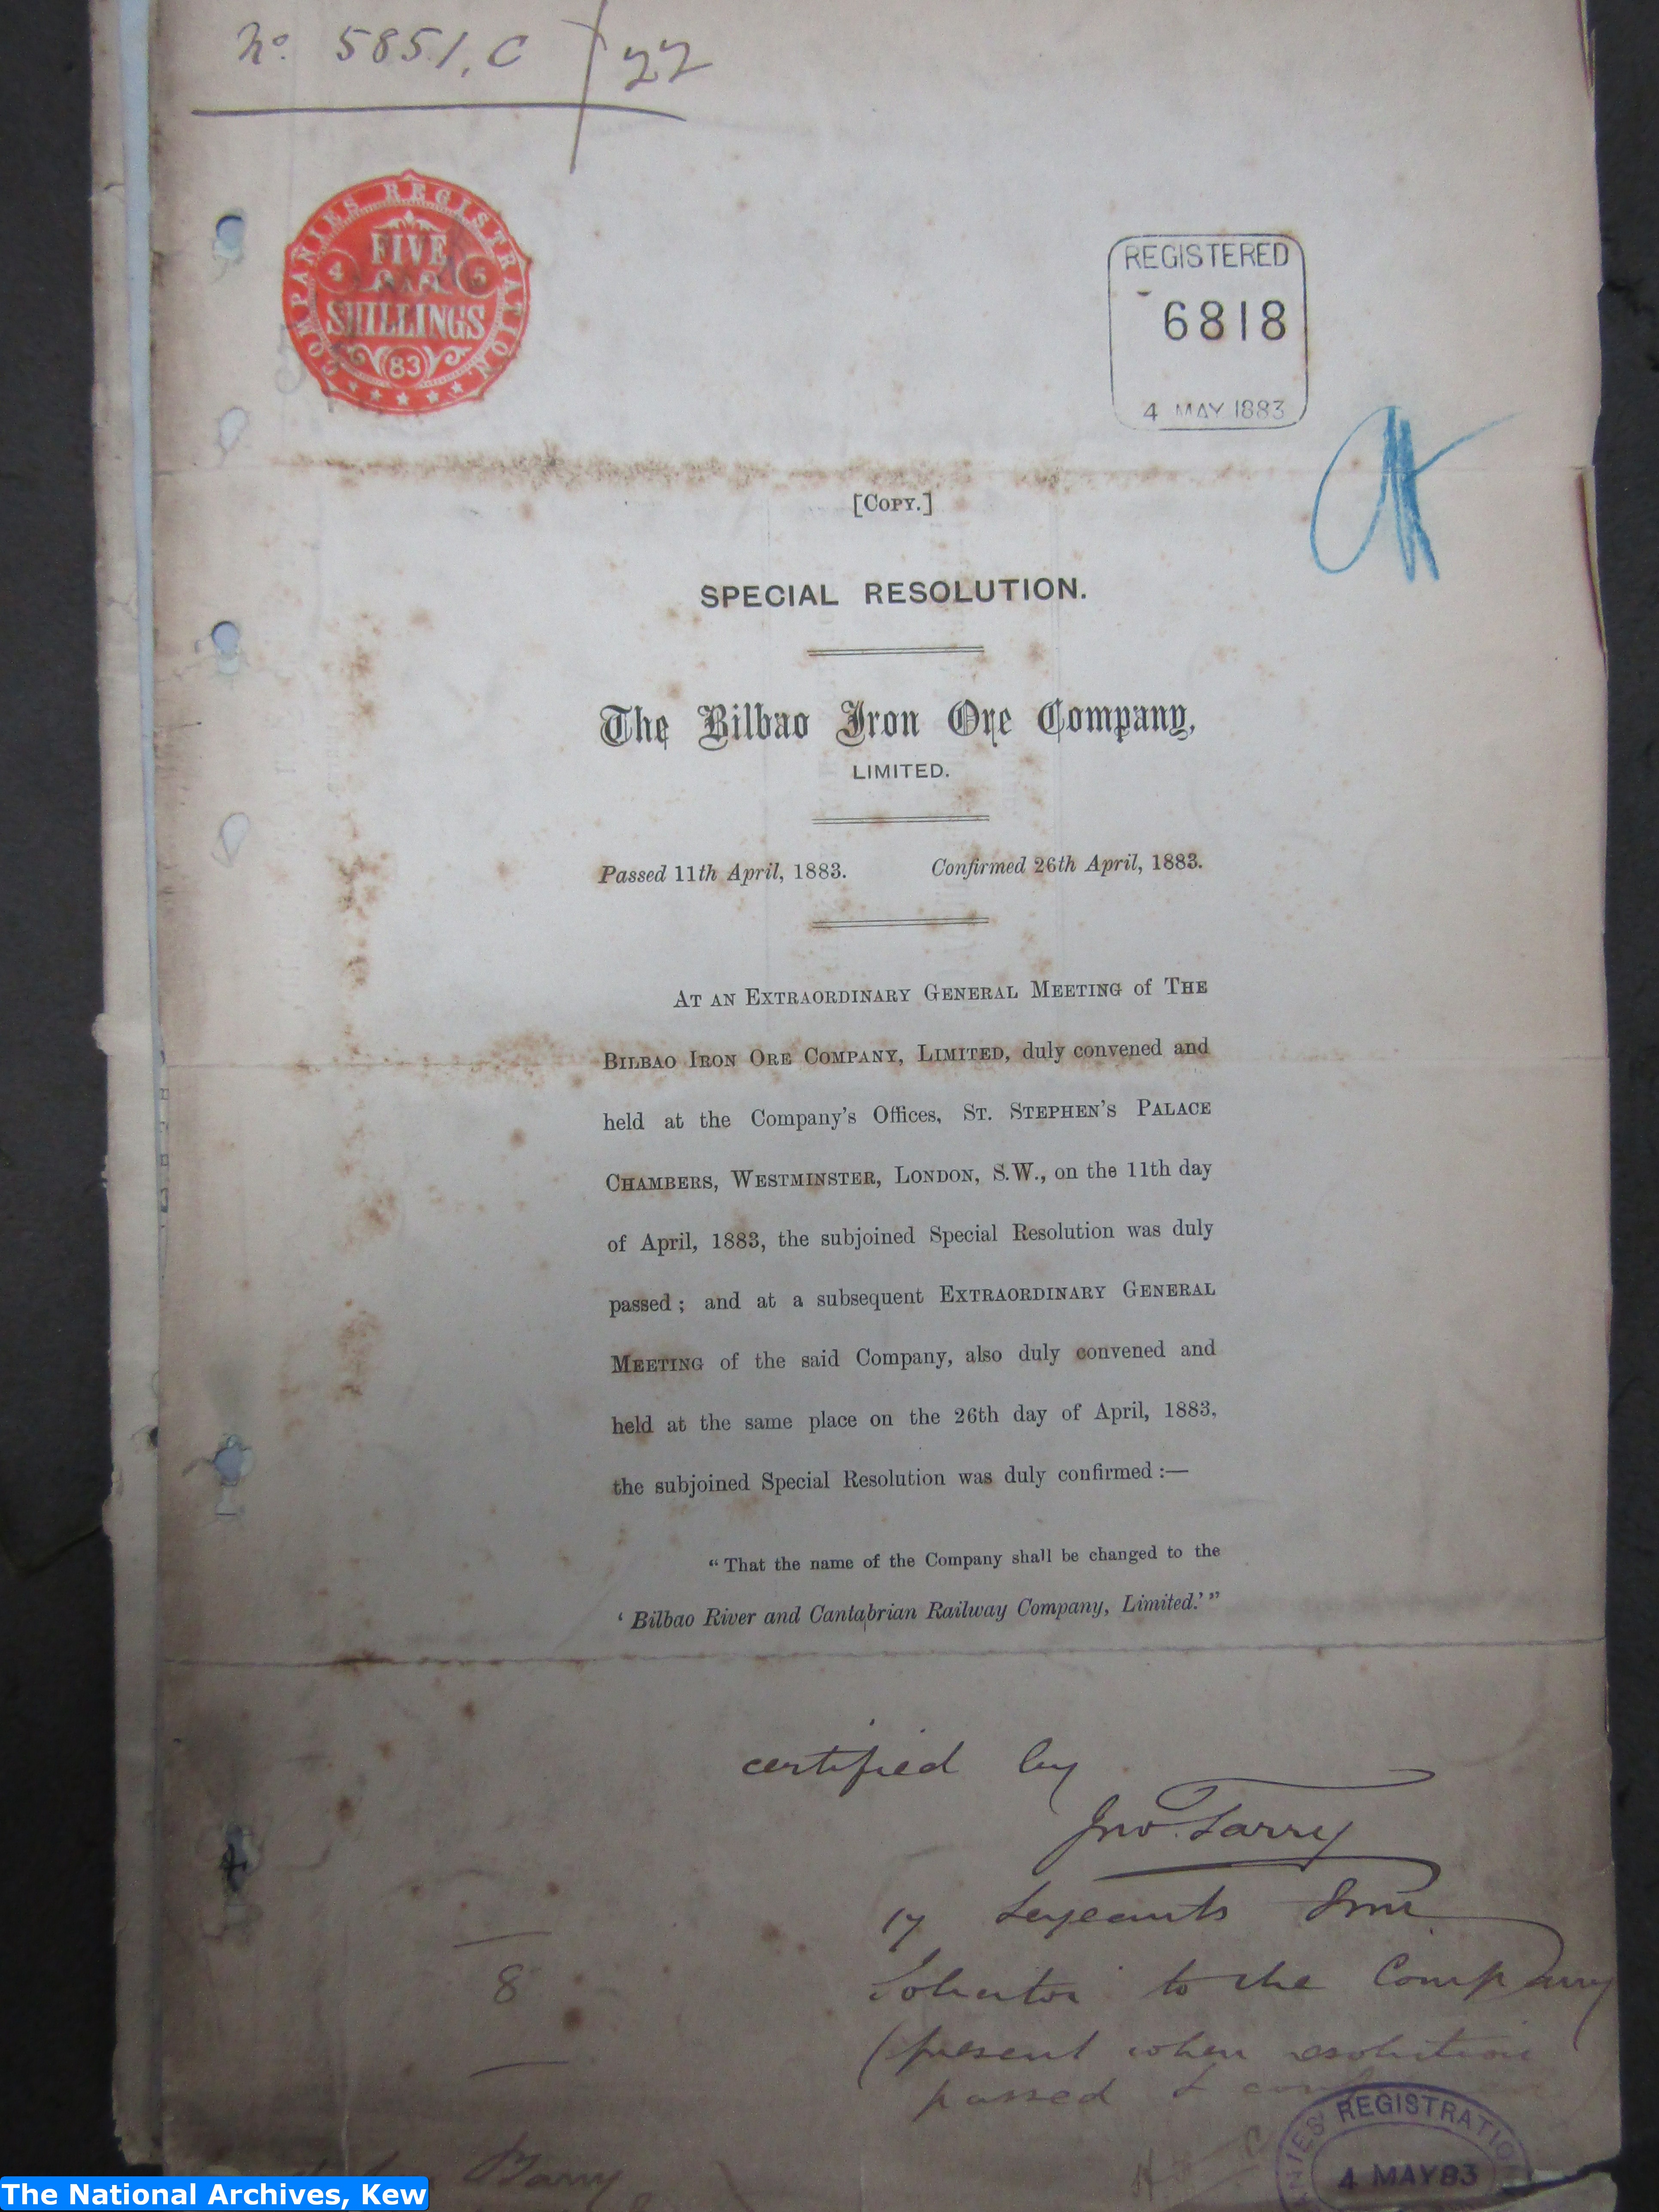 No. 5851. C / 22
COMPANIES REGISTRATION
FIVE
4 5
SHILLINGS
83
REGISTERED
6818
4 MAY 1883
[COPY.]
SPECIAL RESOLUTION.
The Bilbao Iron Ore Company,
LIMITED.
Passed 11th April, 1883. Confirmed 26th April, 1883.
AT AN EXTRAORDINARY GENERAL MEETING of THE
BILBAO IRON ORE COMPANY, LIMITED, duly convened and
held at the Company's Offices, ST. STEPHEN'S PALACE
CHAMBERS, WESTMINSTER, LONDON, S.W., on the 11th day
of April, 1883, the subjoined Special Resolution was duly
passed; and at a subsequent EXTRAORDINARY GENERAL
MEETING of the said Company, also duly convened and
held at the same place on the 26th day of April, 1883,
the subjoined Special Resolution was duly confirmed:—
"That the name of the Company shall be changed to the
'Bilbao River and Cantabrian Railway Company, Limited.'"
certified by
Jno. Tarry
17 Serjeants Inn
Solicitor to the Company
(present when resolution
passed &
8
Barry
REGISTRATIO
4 MAY 83
The National Archives, Kew